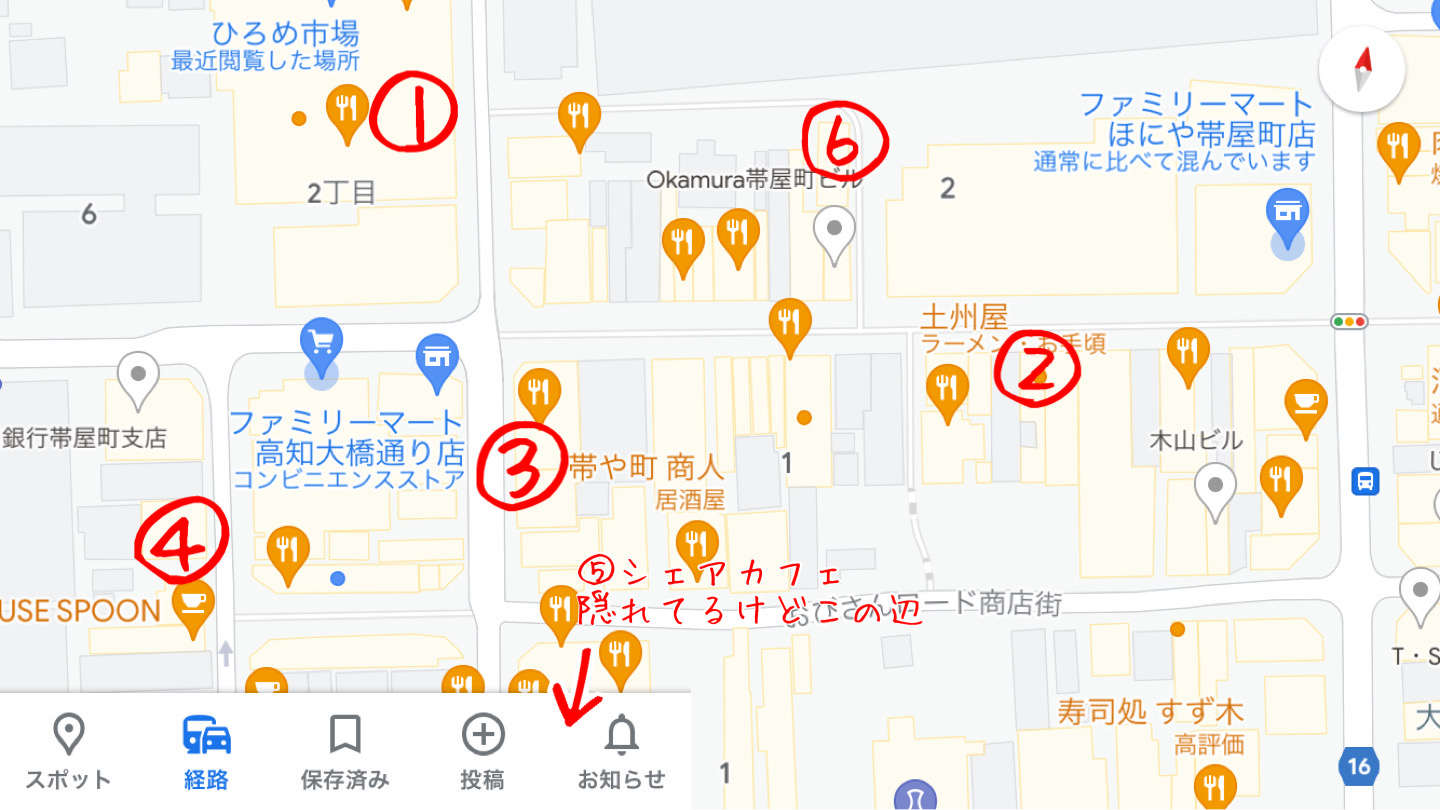 ひろめ市場
最近閲覧した場所
①
2丁目
6
Okamura帯屋町ビル
⑥
2
ファミリーマート
ほにや帯屋町店
通常に比べて混んでいます
土州屋
ラーメン・お手頃
②
銀行帯屋町支店
ファミリーマート
高知大橋通り店
コンビニエンスストア
③
帯や町 商人
居酒屋
1
木山ビル
④
USE SPOON
⑤シェアカフェ
隠れてるけどこの辺
おびさんロード商店街
T・S
寿司処 すず木
高評価
大
16
1
スポット
経路
保存済み
投稿
お知らせ